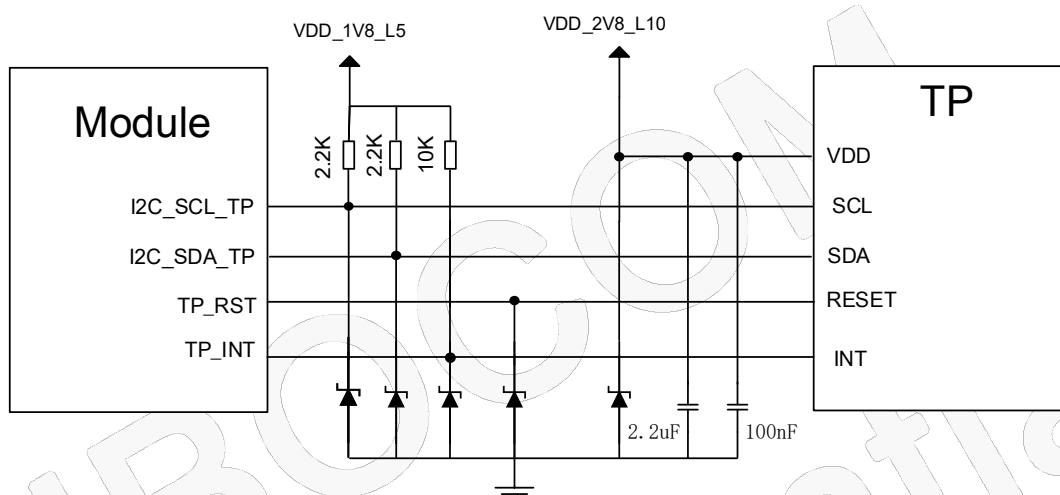 VDD_1V8_L5
VDD_2V8_L10
Module
TP
2.2K
2.2K
10K
VDD
I2C_SCL_TP
SCL
I2C_SDA_TP
SDA
TP_RST
RESET
TP_INT
INT
2.2uF
100nF